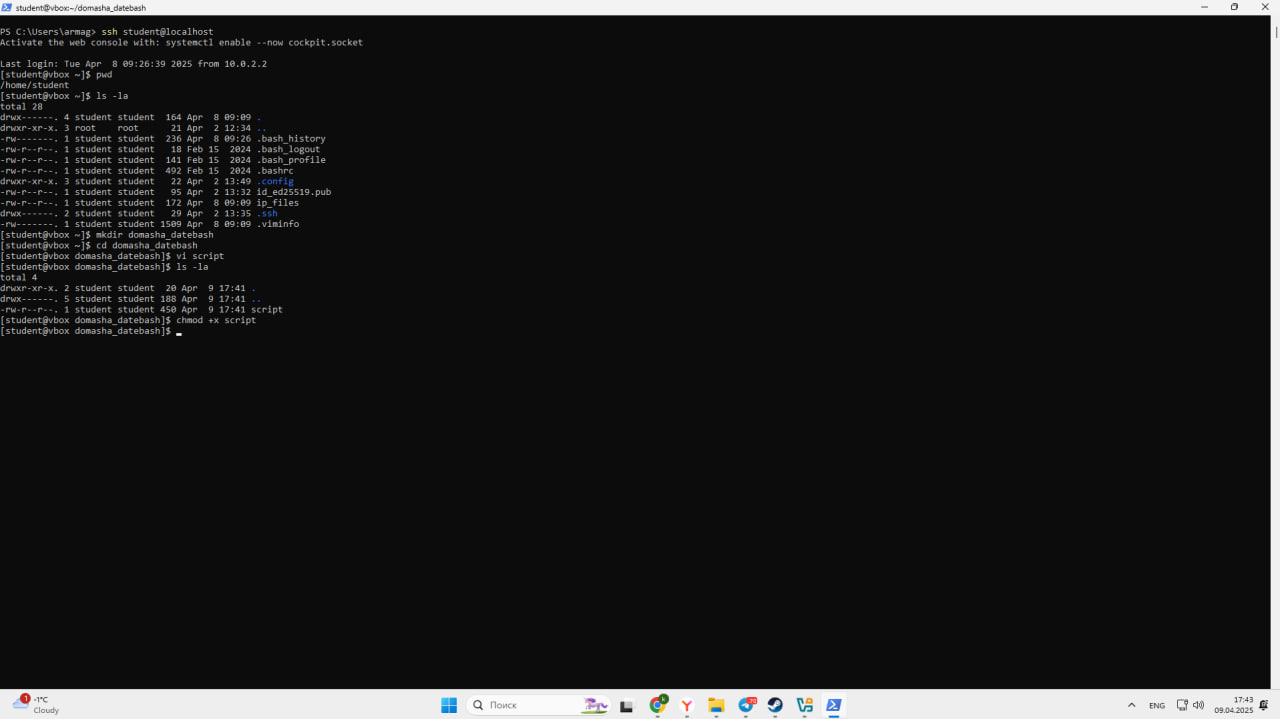 student@vbox:~/domasha_datebash
PS C:\Users\armag> ssh student@localhost
Activate the web console with: systemctl enable --now cockpit.socket
Last login: Tue Apr  8 09:26:39 2025 from 10.0.2.2
[student@vbox ~]$ pwd
/home/student
[student@vbox ~]$ ls -la
total 28
drwx------. 4 student student  164 Apr  8 09:09 .
drwxr-xr-x. 3 root    root      21 Apr  2 12:34 ..
-rw-------. 1 student student  236 Apr  8 09:26 .bash_history
-rw-r--r--. 1 student student   18 Feb 15  2024 .bash_logout
-rw-r--r--. 1 student student  141 Feb 15  2024 .bash_profile
-rw-r--r--. 1 student student  492 Feb 15  2024 .bashrc
drwxr-xr-x. 3 student student   22 Apr  2 13:49 .config
-rw-r--r--. 1 student student   95 Apr  2 13:32 id_ed25519.pub
-rw-r--r--. 1 student student  172 Apr  8 09:09 ip_files
drwx------. 2 student student   29 Apr  2 13:35 .ssh
-rw-------. 1 student student 1509 Apr  8 09:09 .viminfo
[student@vbox ~]$ mkdir domasha_datebash
[student@vbox ~]$ cd domasha_datebash
[student@vbox domasha_datebash]$ vi script
[student@vbox domasha_datebash]$ ls -la
total 4
drwxr-xr-x. 2 student student  20 Apr  9 17:41 .
drwx------. 5 student student 188 Apr  9 17:41 ..
-rw-r--r--. 1 student student 450 Apr  9 17:41 script
[student@vbox domasha_datebash]$ chmod +x script
[student@vbox domasha_datebash]$
1
-1°C
Cloudy
Поиск
ENG
17:43
09.04.2025